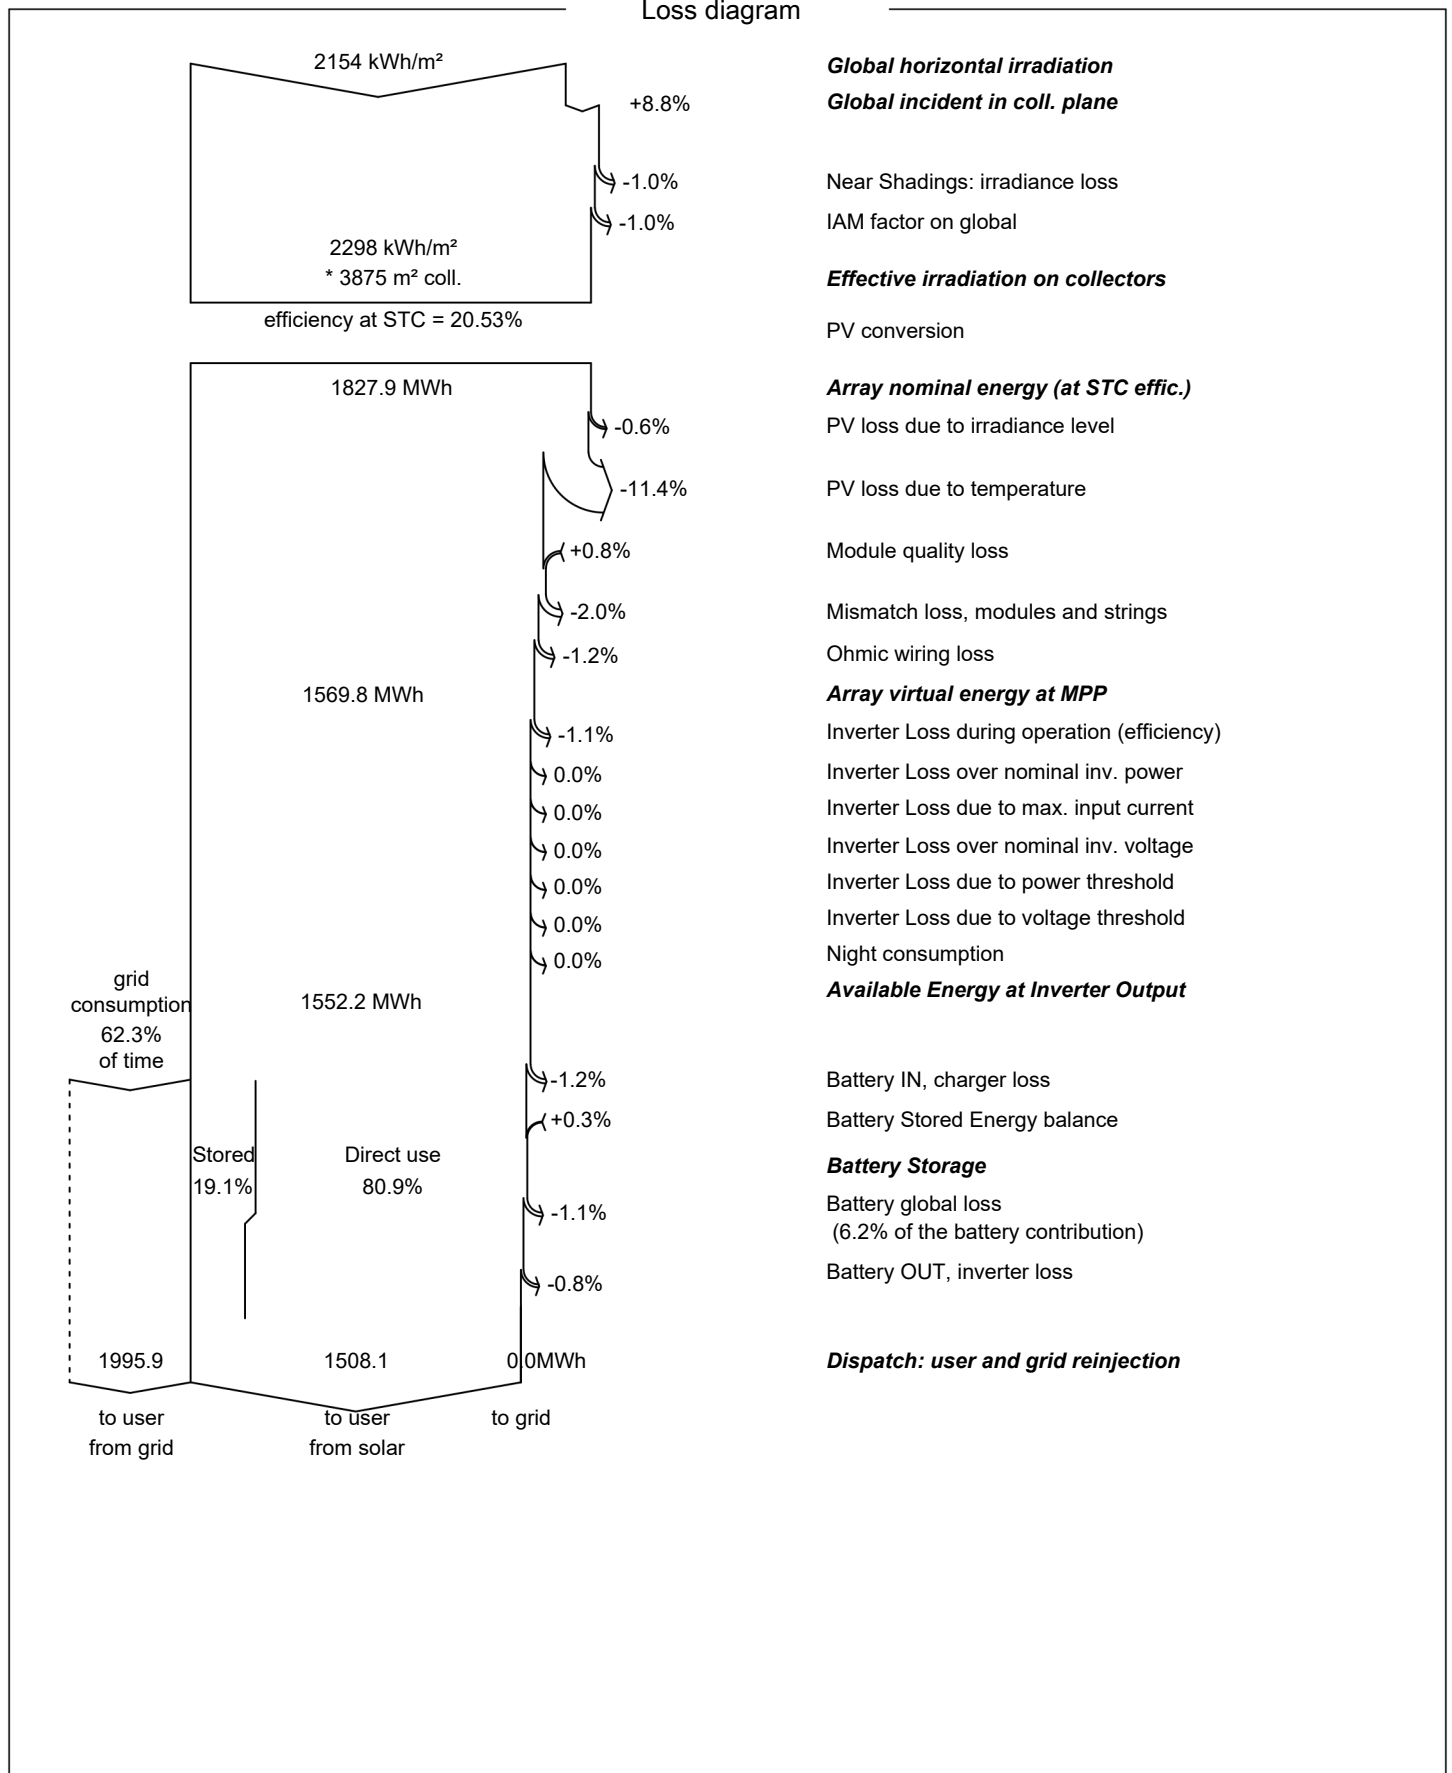 Loss diagram
2154 kWh/m²
Global horizontal irradiation
+8.8%
Global incident in coll. plane
-1.0%
Near Shadings: irradiance loss
-1.0%
IAM factor on global
2298 kWh/m²
* 3875 m² coll.
Effective irradiation on collectors
efficiency at STC = 20.53%
PV conversion
1827.9 MWh
Array nominal energy (at STC effic.)
-0.6%
PV loss due to irradiance level
-11.4%
PV loss due to temperature
+0.8%
Module quality loss
-2.0%
Mismatch loss, modules and strings
-1.2%
Ohmic wiring loss
1569.8 MWh
Array virtual energy at MPP
-1.1%
Inverter Loss during operation (efficiency)
0.0%
Inverter Loss over nominal inv. power
0.0%
Inverter Loss due to max. input current
0.0%
Inverter Loss over nominal inv. voltage
0.0%
Inverter Loss due to power threshold
0.0%
Inverter Loss due to voltage threshold
0.0%
Night consumption
grid
consumption
62.3%
of time
1552.2 MWh
Available Energy at Inverter Output
-1.2%
Battery IN, charger loss
+0.3%
Battery Stored Energy balance
Stored
19.1%
Direct use
80.9%
Battery Storage
-1.1%
Battery global loss
(6.2% of the battery contribution)
-0.8%
Battery OUT, inverter loss
1995.9
1508.1
0.0MWh
Dispatch: user and grid reinjection
to user
from grid
to user
from solar
to grid